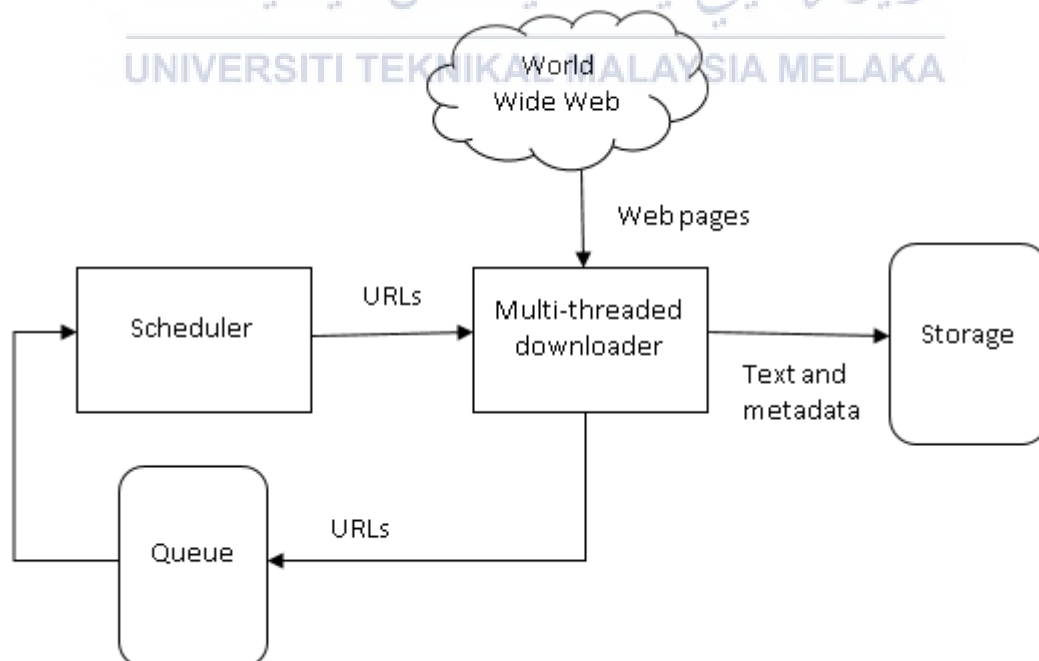 UNIVERSITI TEKNIKAL MALAYSIA MELAKA
World
Wide Web
Web pages
Scheduler
URLs
Multi-threaded
downloader
Text and
metadata
Storage
Queue
URLs